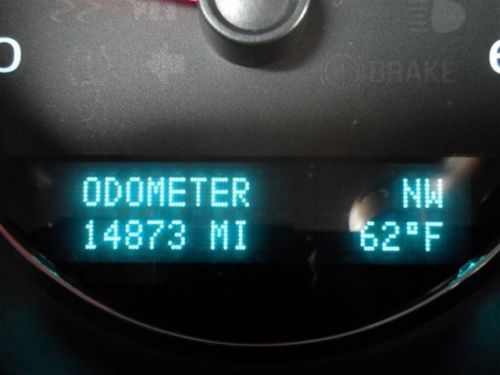 BRAKE
ODOMETER NW
14873 MI 62°F